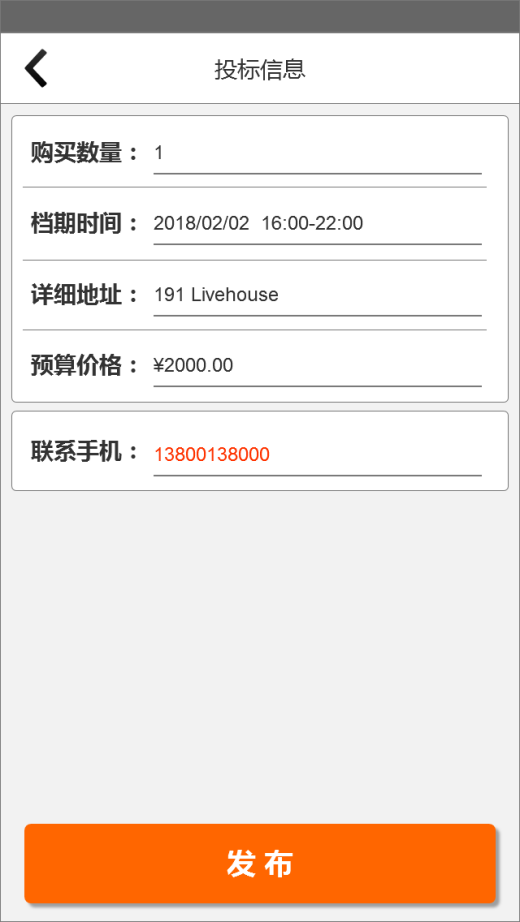 投标信息
购买数量： 1
档期时间： 2018/02/02 16:00-22:00
详细地址： 191 Livehouse
预算价格： ¥2000.00
联系手机： 13800138000
发 布